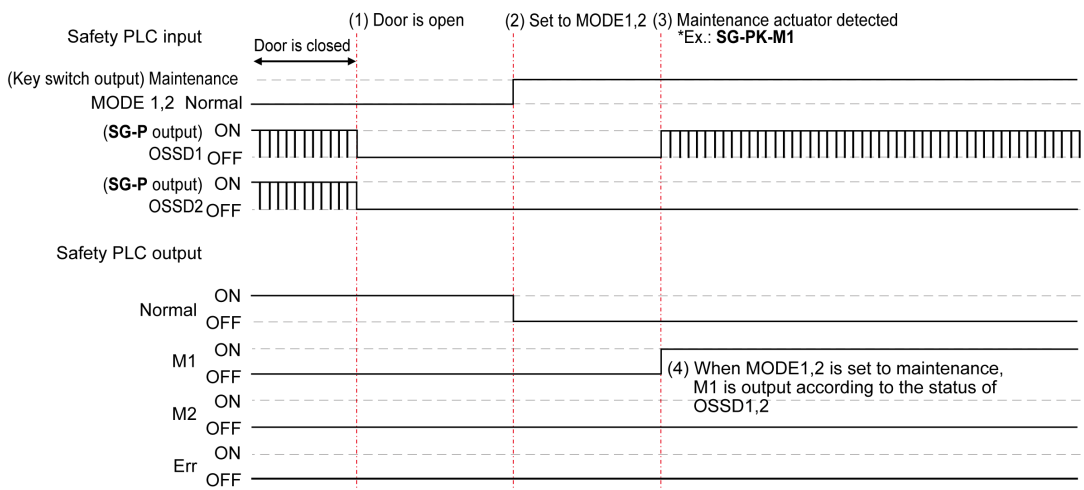 (1) Door is open
(2) Set to MODE1,2
(3) Maintenance actuator detected
*Ex.: SG-PK-M1
Safety PLC input
Door is closed
(Key switch output) Maintenance
MODE 1,2 Normal
(SG-P output) ON
OSSD1 OFF
(SG-P output) ON
OSSD2 OFF
Safety PLC output
ON
Normal
OFF
ON
M1
OFF
(4) When MODE1,2 is set to maintenance,
M1 is output according to the status of
OSSD1,2
ON
M2
OFF
ON
Err
OFF